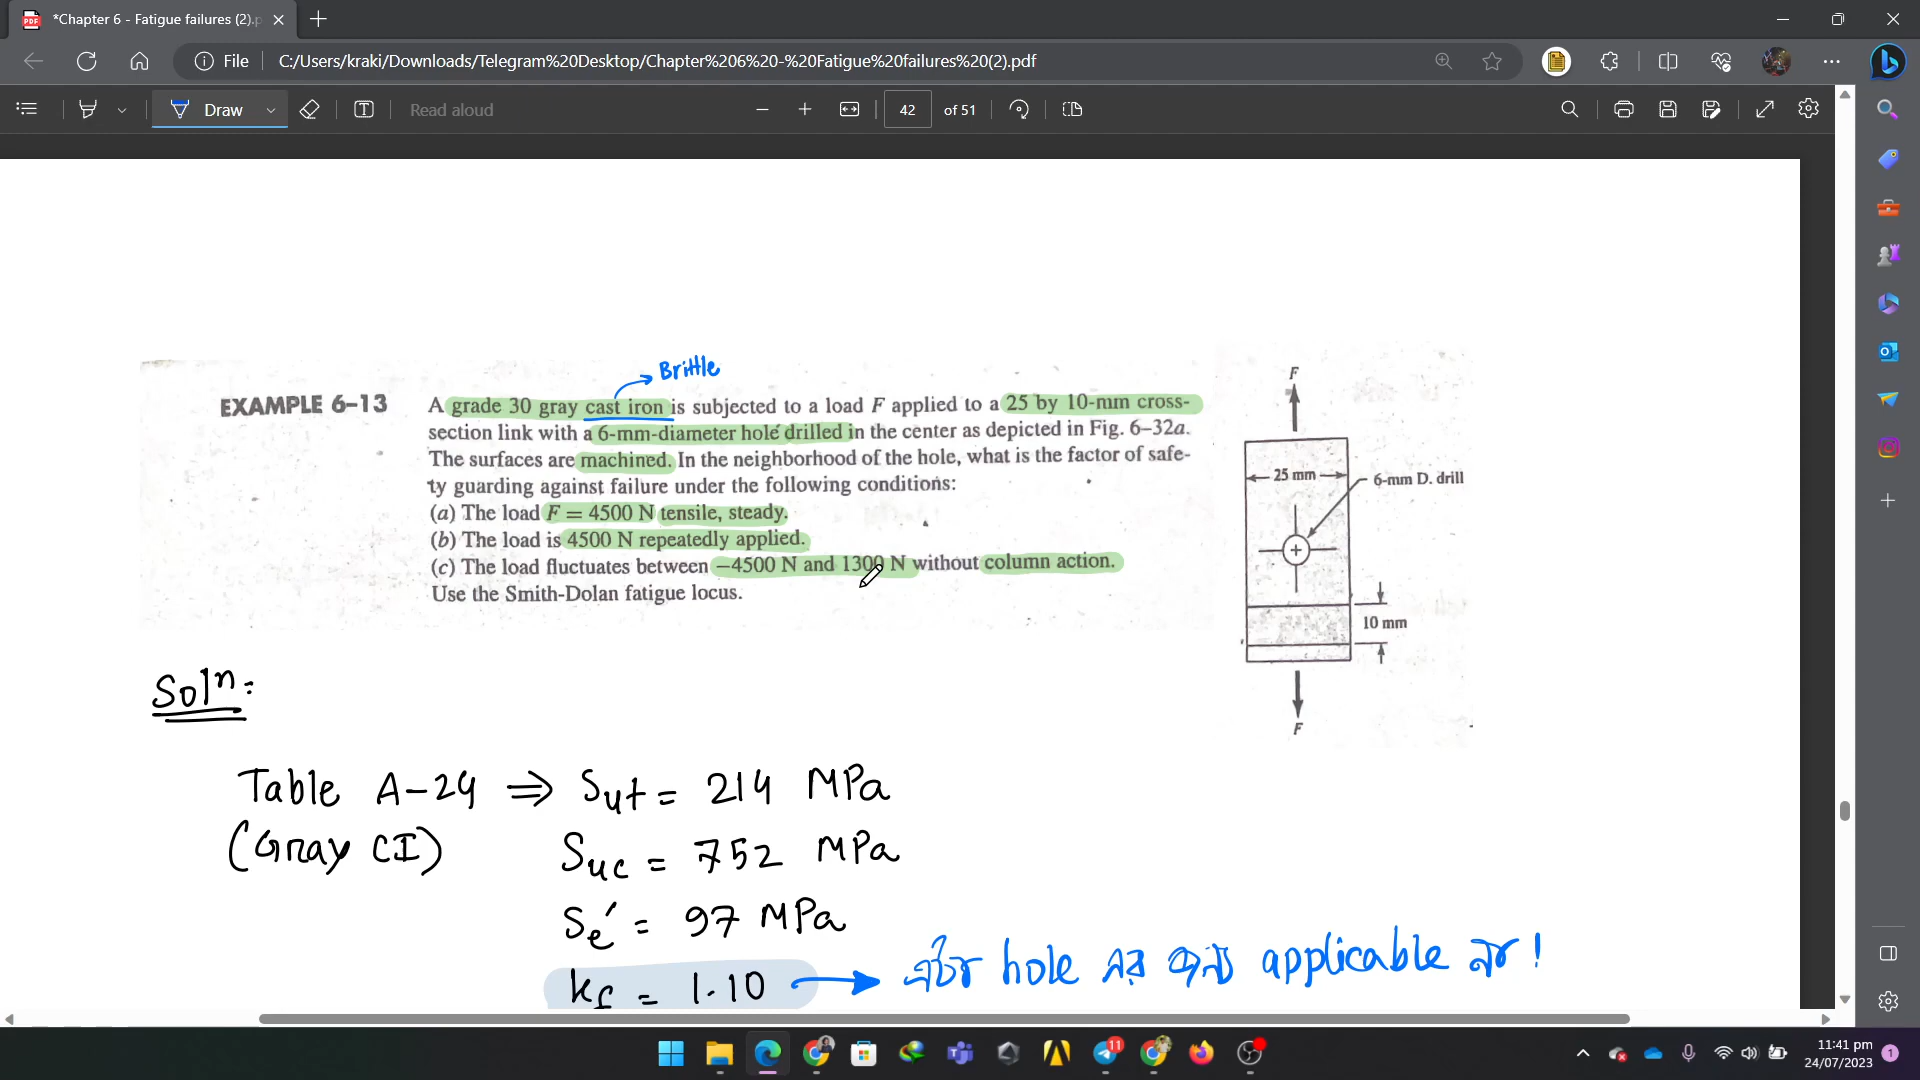 *Chapter 6 - Fatigue failures (2).p
File
C:/Users/kraki/Downloads/Telegram%20Desktop/Chapter%206%20-%20Fatigue%20failures%20(2).pdf
Draw
Read aloud
42
of 51
Brittle
EXAMPLE 6–13
A grade 30 gray cast iron is subjected to a load F applied to a 25 by 10-mm cross-
section link with a 6-mm-diameter hole drilled in the center as depicted in Fig. 6–32a.
The surfaces are machined. In the neighborhood of the hole, what is the factor of safe-
ty guarding against failure under the following conditions:
(a) The load F = 4500 N tensile, steady.
(b) The load is 4500 N repeatedly applied.
(c) The load fluctuates between −4500 N and 1300 N without column action.
Use the Smith-Dolan fatigue locus.
F
25 mm
6-mm D. drill
10 mm
F
Solⁿ:
Table A-24 ⇒ Sut = 214 MPa
(Gray CI) Suc = 752 MPa
Se′ = 97 MPa
kf = 1.10 → hole এর জন্য applicable নয় !
11
11:41 pm
24/07/2023
1